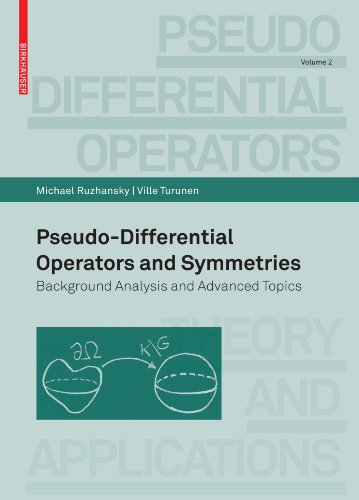 BIRKHAUSER
PSEUDO
Volume 2
DIFFERENTIAL
OPERATORS
Michael Ruzhansky | Ville Turunen
Pseudo-Differential
Operators and Symmetries
Background Analysis and Advanced Topics
∂Ω
K\G
THEORY
AND
APPLICATIONS